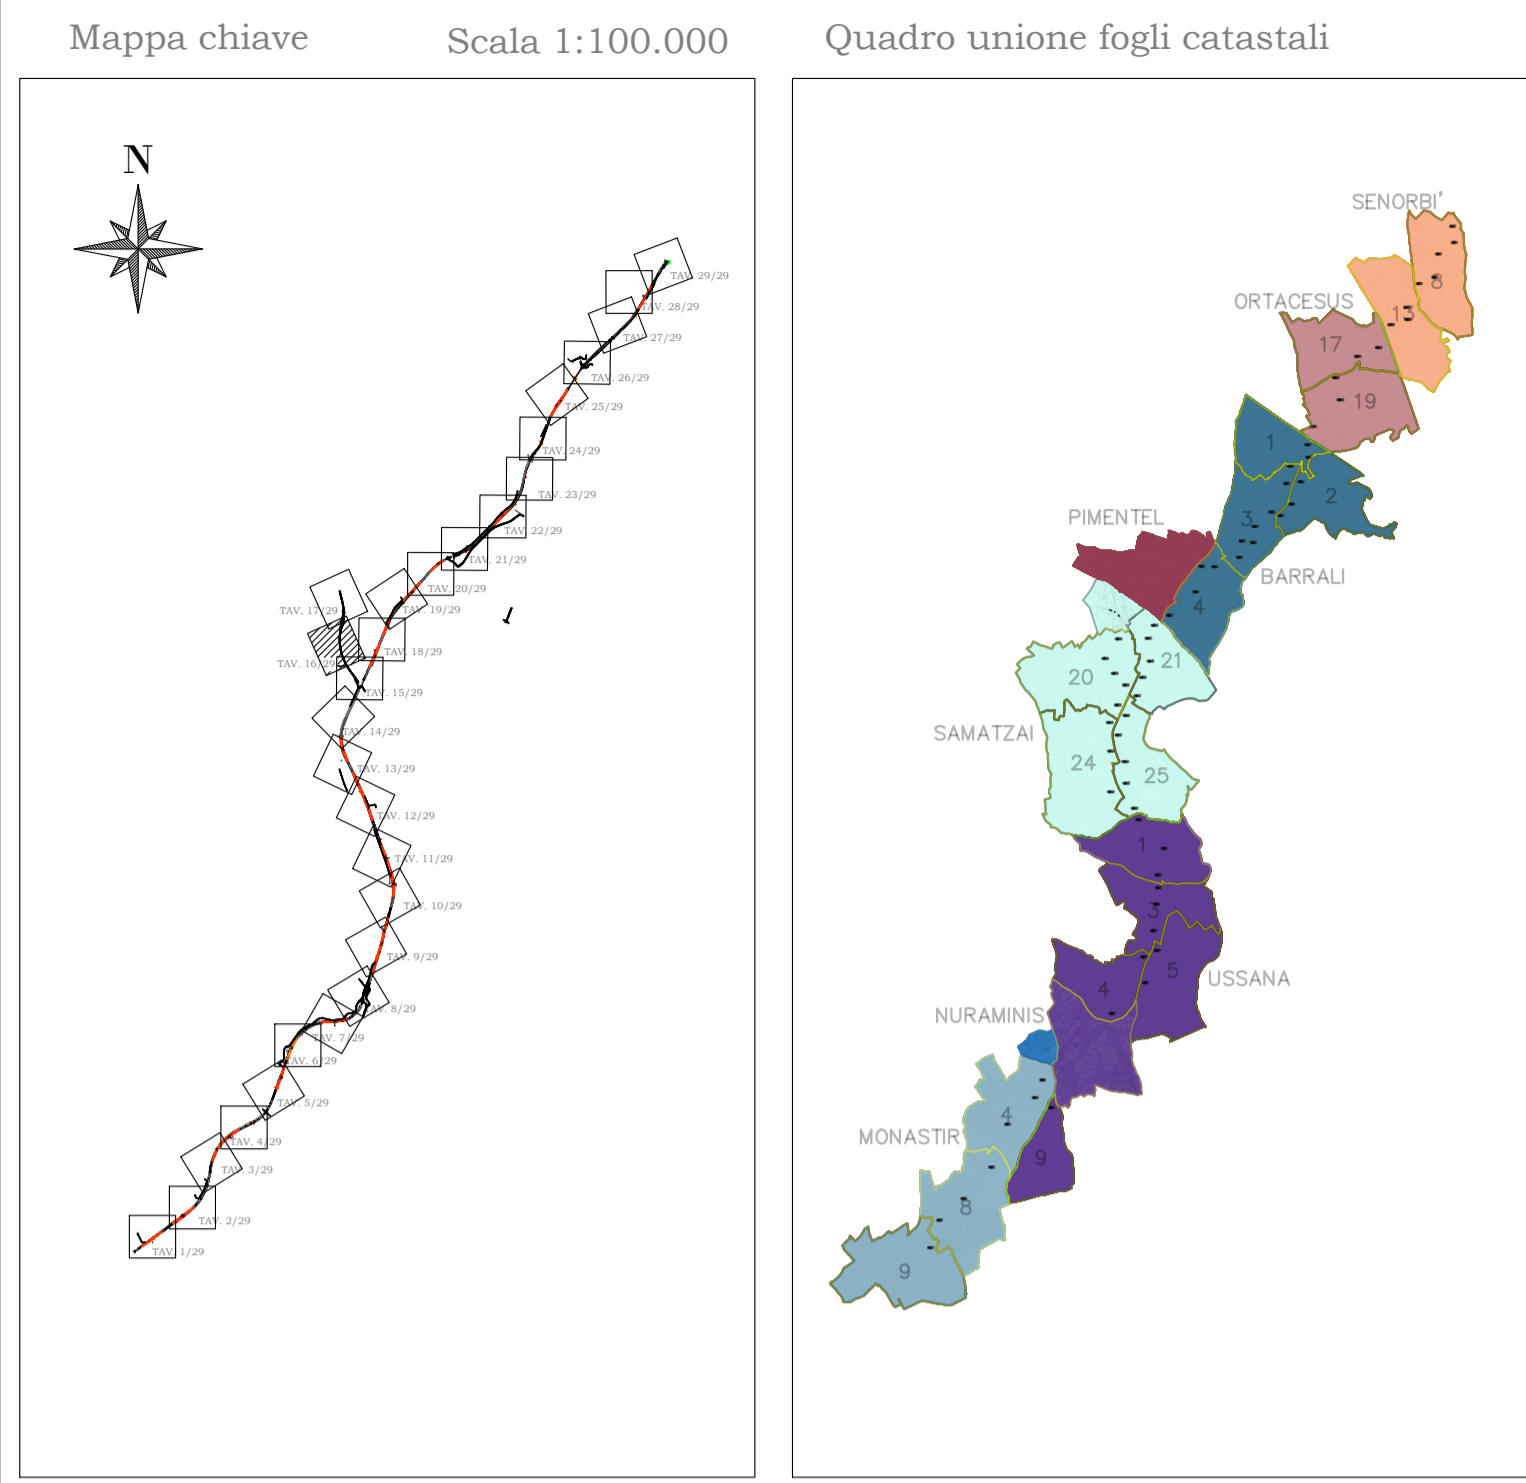 Mappa chiave
Scala 1:100.000
Quadro unione fogli catastali
N
TAV. 29/29
TAV. 28/29
TAV. 27/29
TAV. 26/29
TAV. 25/29
TAV. 24/29
TAV. 23/29
TAV. 22/29
TAV. 21/29
TAV. 20/29
TAV. 19/29
TAV. 17/29
TAV. 18/29
TAV. 16/29
TAV. 15/29
TAV. 14/29
TAV. 13/29
TAV. 12/29
TAV. 11/29
TAV. 10/29
TAV. 9/29
TAV. 8/29
TAV. 7/29
TAV. 6/29
TAV. 5/29
TAV. 4/29
TAV. 3/29
TAV. 2/29
TAV. 1/29
SENORBI'
8
ORTACESUS
13
17
19
1
2
3
PIMENTEL
BARRALI
4
21
20
SAMATZAI
24
25
1
3
5
USSANA
4
NURAMINIS
4
MONASTIR
9
8
9